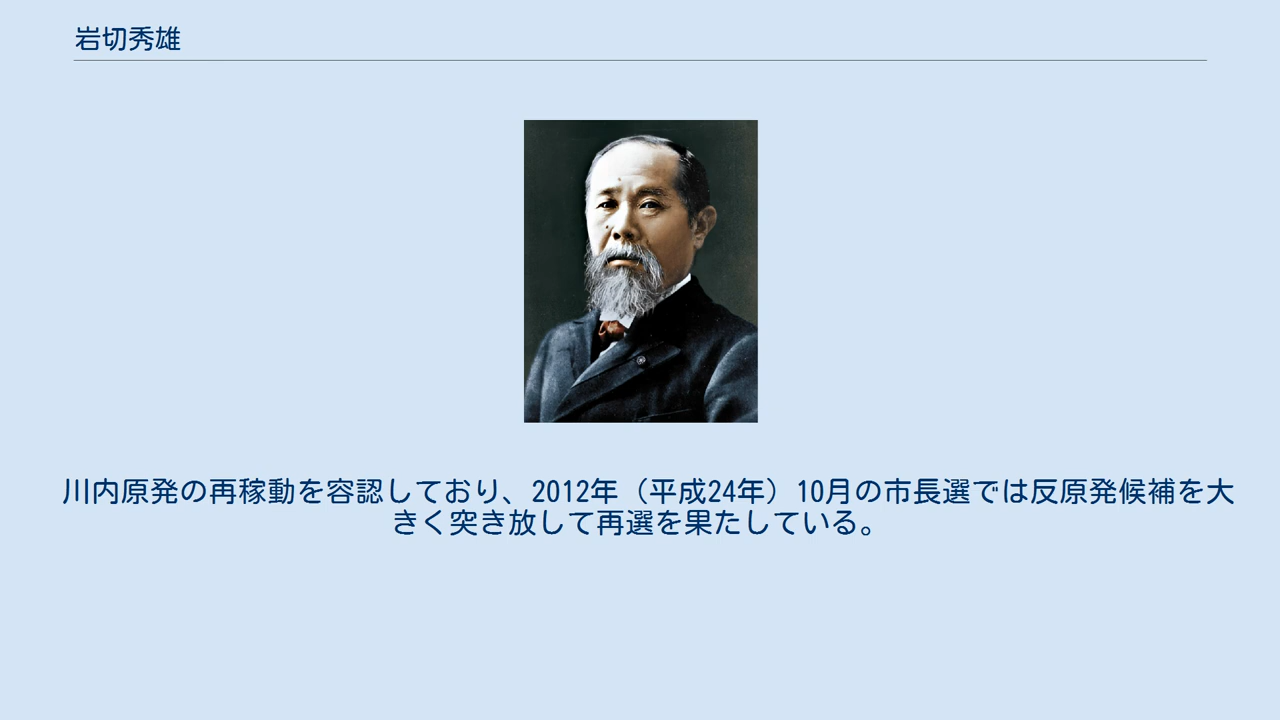 岩切秀雄
川内原発の再稼動を容認しており、2012年（平成24年）10月の市長選では反原発候補を大
きく突き放して再選を果たしている。